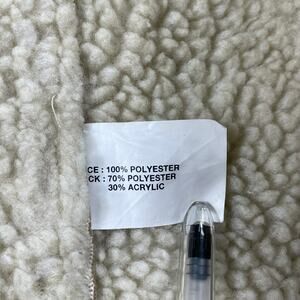 CE : 100% POLYESTER
CK : 70% POLYESTER
30% ACRYLIC